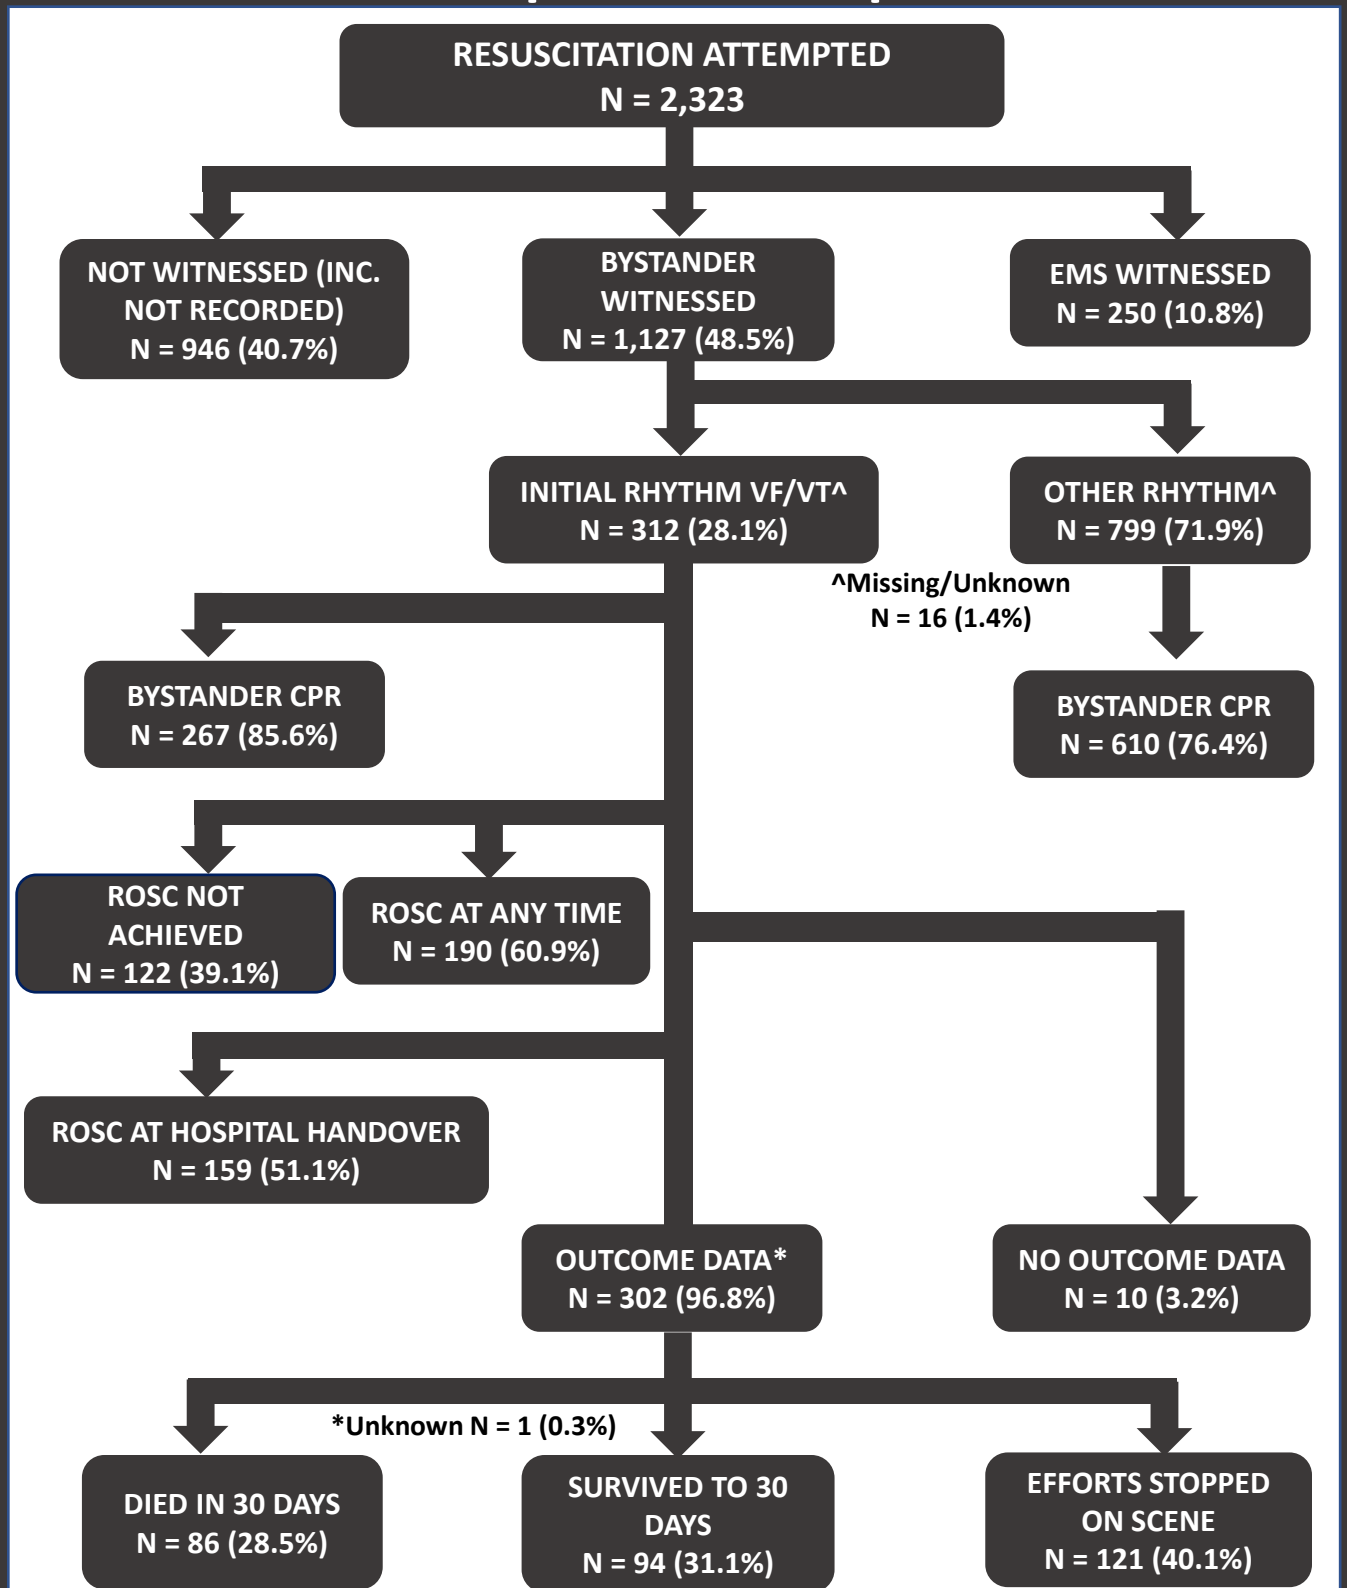 RESUSCITATION ATTEMPTED
N = 2,323
NOT WITNESSED (INC.
NOT RECORDED)
N = 946 (40.7%)
BYSTANDER
WITNESSED
N = 1,127 (48.5%)
EMS WITNESSED
N = 250 (10.8%)
INITIAL RHYTHM VF/VT^
N = 312 (28.1%)
OTHER RHYTHM^
N = 799 (71.9%)
^Missing/Unknown
N = 16 (1.4%)
BYSTANDER CPR
N = 267 (85.6%)
BYSTANDER CPR
N = 610 (76.4%)
ROSC NOT
ACHIEVED
N = 122 (39.1%)
ROSC AT ANY TIME
N = 190 (60.9%)
ROSC AT HOSPITAL HANDOVER
N = 159 (51.1%)
OUTCOME DATA*
N = 302 (96.8%)
NO OUTCOME DATA
N = 10 (3.2%)
*Unknown N = 1 (0.3%)
DIED IN 30 DAYS
N = 86 (28.5%)
SURVIVED TO 30
DAYS
N = 94 (31.1%)
EFFORTS STOPPED
ON SCENE
N = 121 (40.1%)